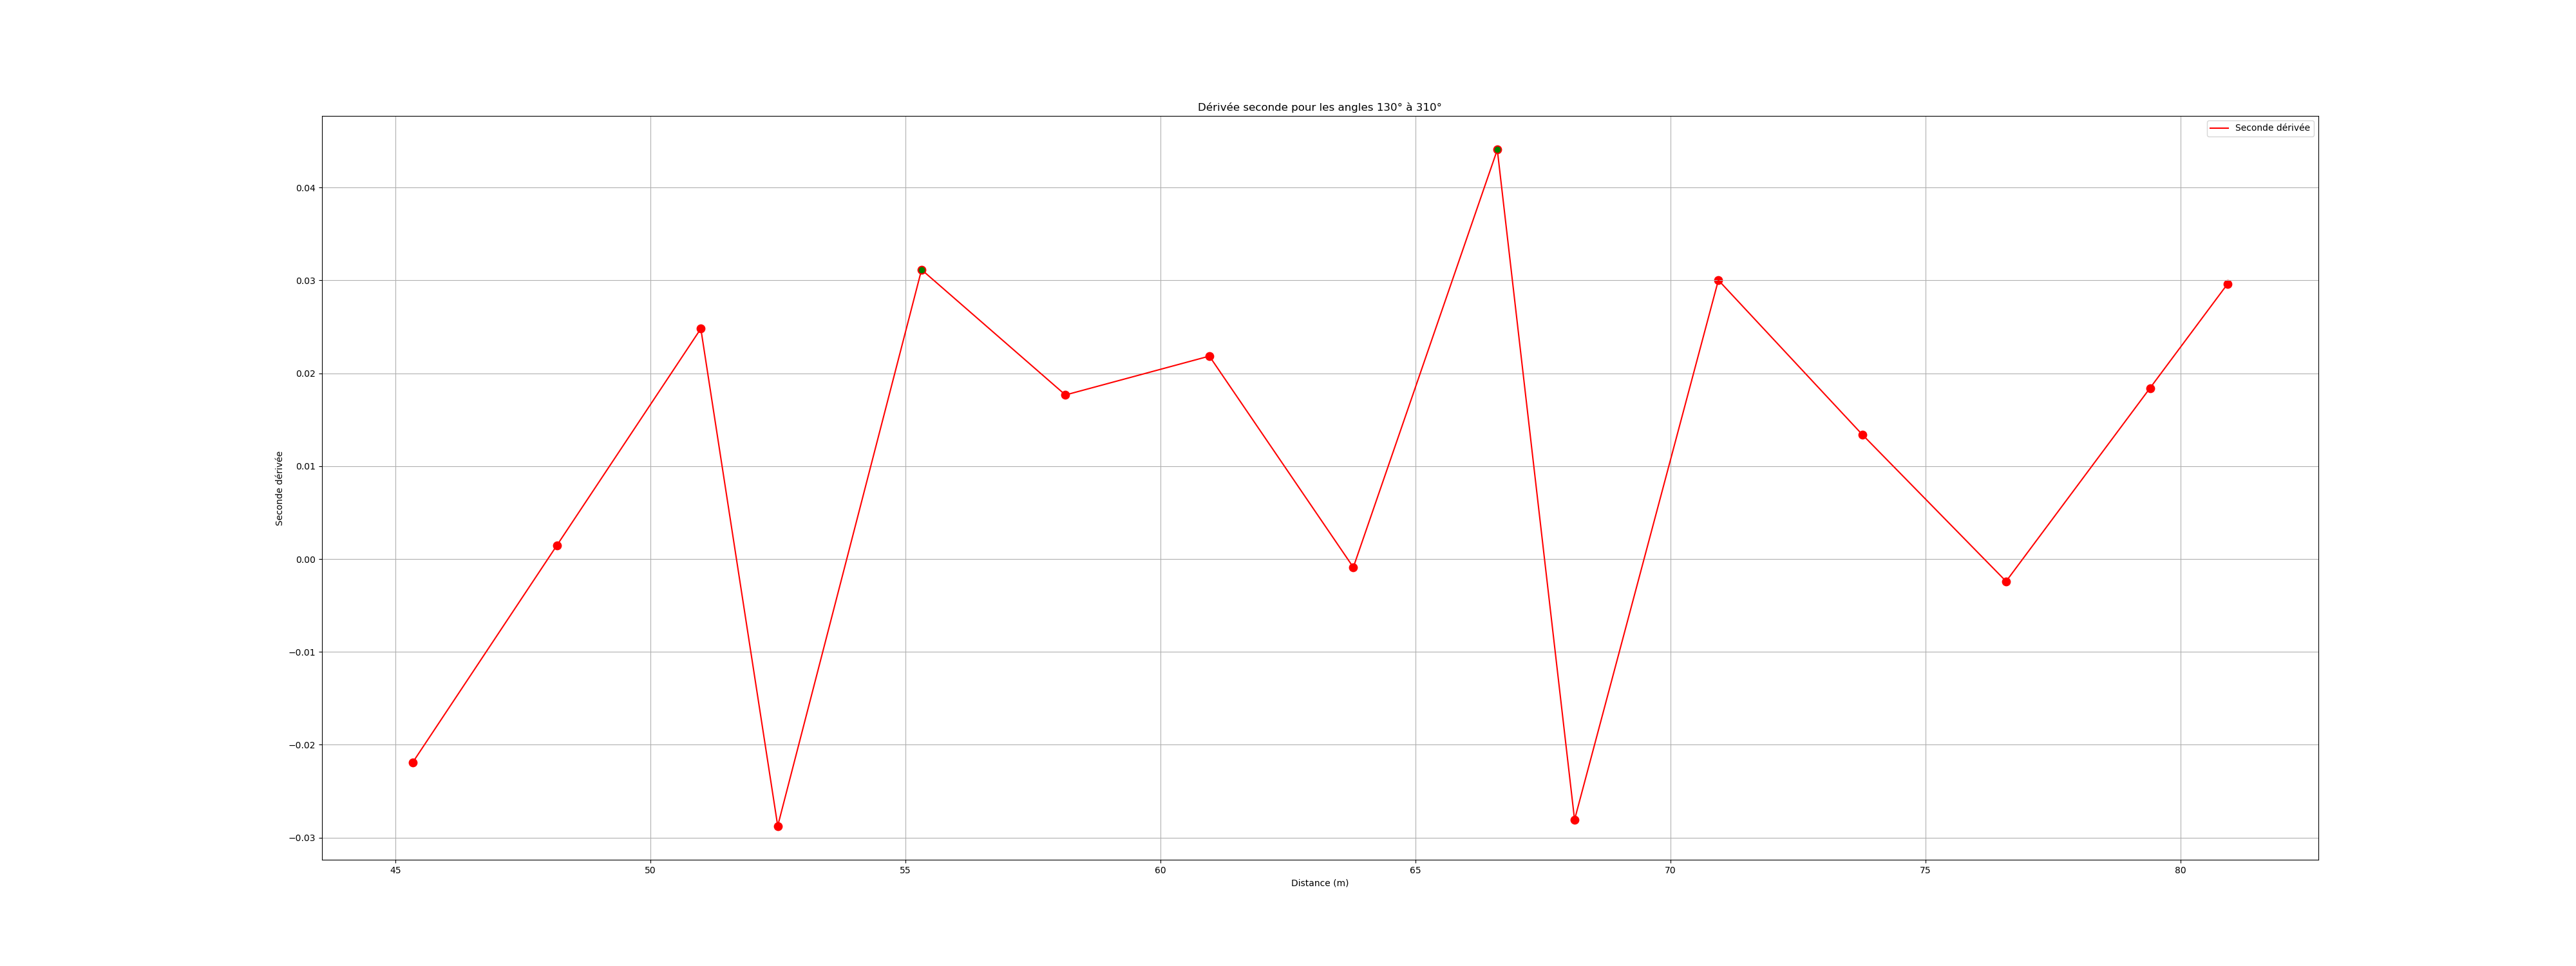 Dérivée seconde pour les angles 130° à 310°
Seconde dérivée
0.04
0.03
0.02
0.01
0.00
−0.01
−0.02
−0.03
Seconde dérivée
45 50 55 60 65 70 75 80
Distance (m)